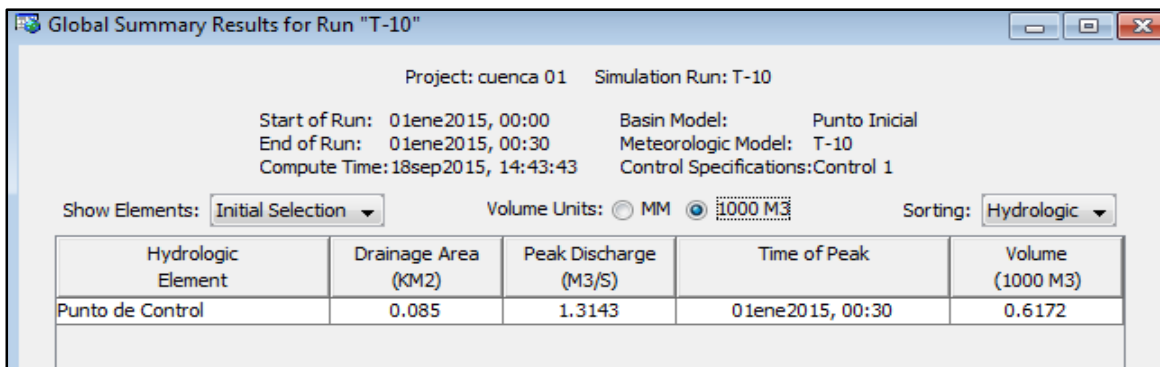 Global Summary Results for Run "T-10"
Project: cuenca 01 Simulation Run: T-10
Start of Run: 01ene2015, 00:00 Basin Model: Punto Inicial
End of Run: 01ene2015, 00:30 Meteorologic Model: T-10
Compute Time:18sep2015, 14:43:43 Control Specifications:Control 1
Show Elements: Initial Selection Volume Units: MM 1000 M3 Sorting: Hydrologic
Hydrologic Drainage Area Peak Discharge Time of Peak Volume
Element (KM2) (M3/S) (1000 M3)
Punto de Control 0.085 1.3143 01ene2015, 00:30 0.6172